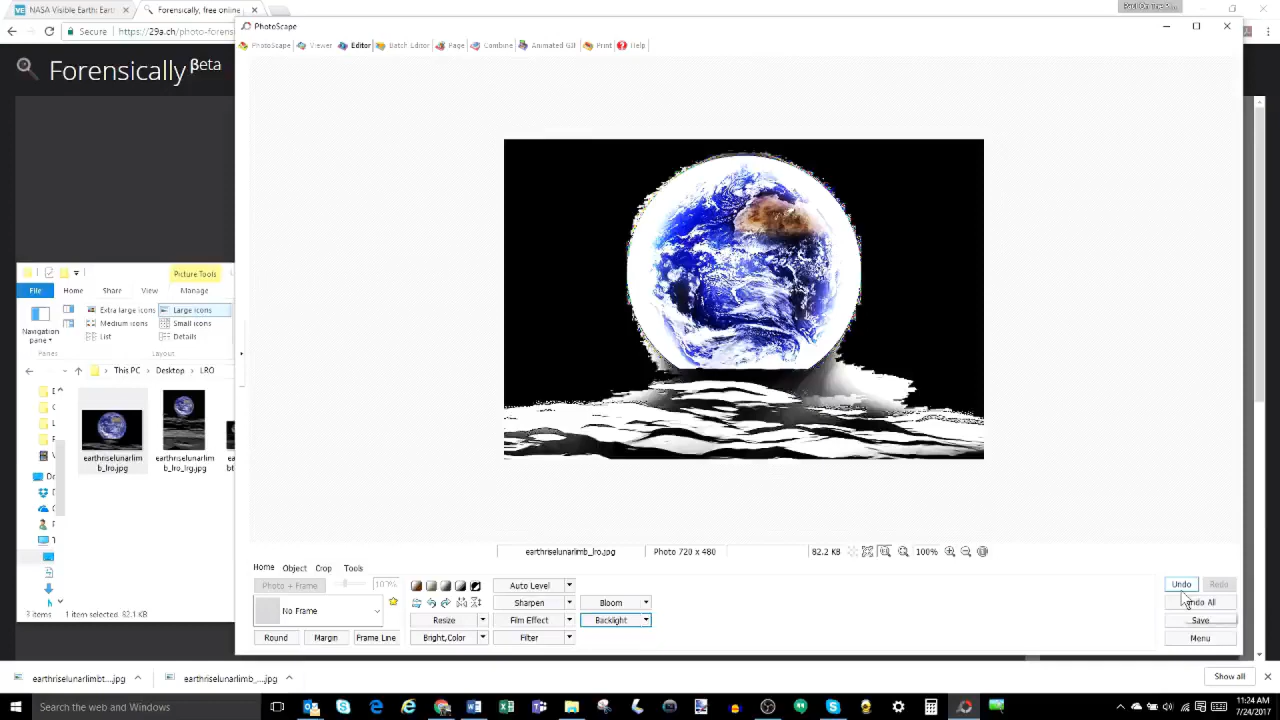 NASA Visible Earth: Earth
Forensically, free online
Secure
https://29a.ch/photo-foren
Forensically Beta
PhotoScape
PhotoScape
Viewer
Editor
Batch Editor
Page
Combine
Animated GIF
Print
Help
Picture Tools
File
Home
Share
View
Manage
Navigation
pane
Extra large icons
Large icons
Medium icons
Small icons
List
Details
Panes
Layout
This PC
Desktop
LRO
earthriselunarlim
b_lro.jpg
earthriselunarlim
b_lro_lrg.jpg
3 items
1 item selected 82.1 KB
earthriselunarlimb_lro.jpg
Photo 720 x 480
82.2 KB
100%
Home
Object
Crop
Tools
Photo + Frame
100%
No Frame
Round
Margin
Frame Line
Resize
Bright,Color
Auto Level
Sharpen
Film Effect
Filter
Bloom
Backlight
Undo
Redo
Undo All
Save
Menu
earthriselunarlimbt....jpg
earthriselunarlimb_....jpg
Show all
Search the web and Windows
11:24 AM
7/24/2017